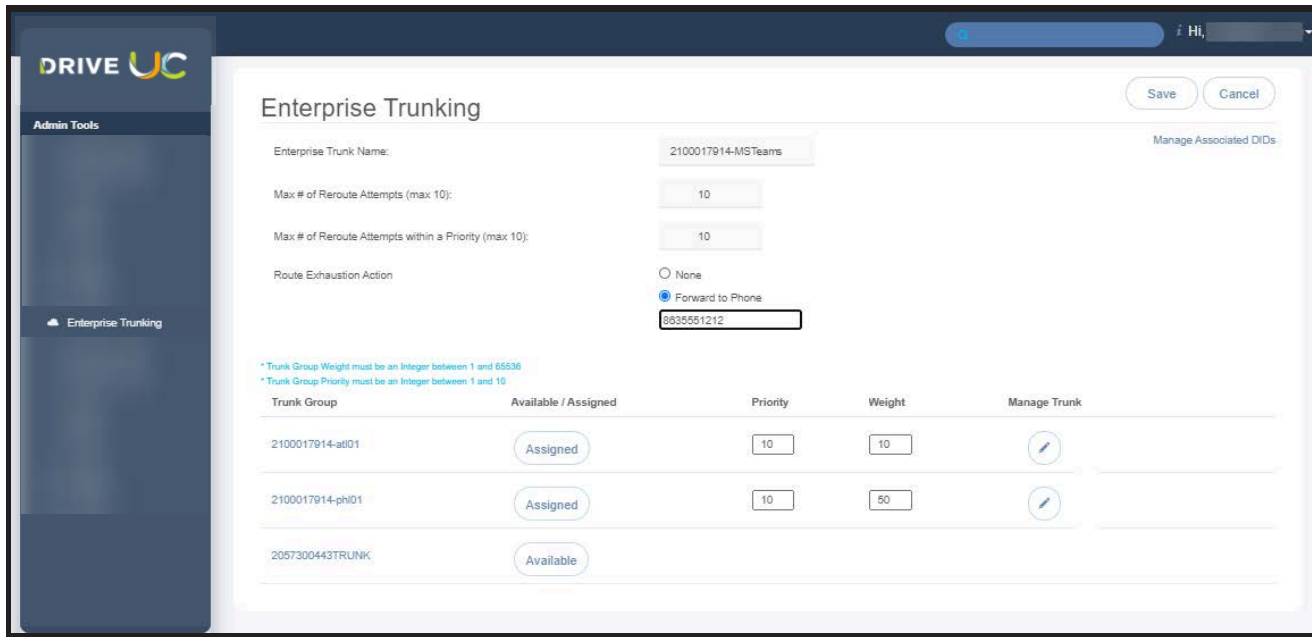 DRIVE UC
Hi,
Admin Tools
Enterprise Trunking
Enterprise Trunking
Save
Cancel
Manage Associated DIDs
Enterprise Trunk Name:
2100017914-MSTeams
Max # of Reroute Attempts (max 10):
10
Max # of Reroute Attempts within a Priority (max 10):
10
Route Exhaustion Action
None
Forward to Phone
8635551212
* Trunk Group Weight must be an Integer between 1 and 65536
* Trunk Group Priority must be an Integer between 1 and 10
Trunk Group Available / Assigned Priority Weight Manage Trunk
2100017914-atl01 Assigned 10 10
2100017914-phl01 Assigned 10 50
2057300443TRUNK Available